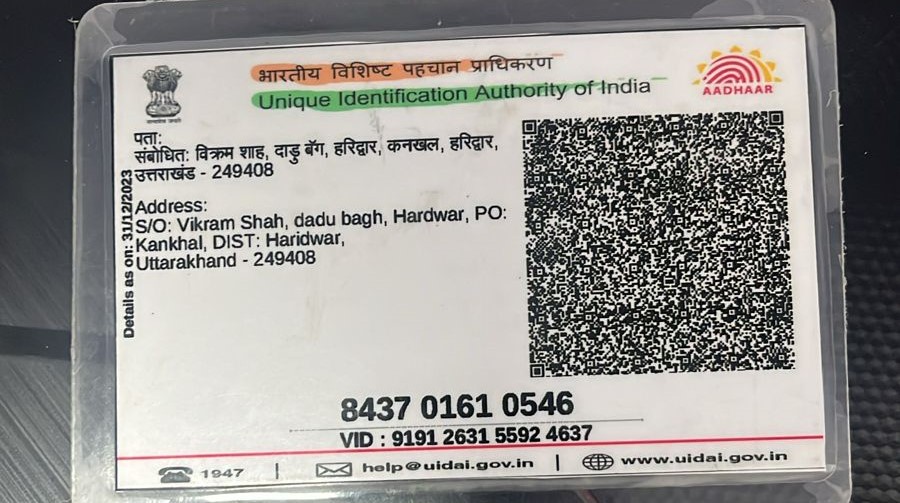 भारतीय विशिष्ट पहचान प्राधिकरण
Unique Identification Authority of India
AADHAAR
पता:
संबोधित: विक्रम शाह, दाडु बॅग, हरिद्वार, कनखल, हरिद्वार,
उत्तराखंड - 249408
Address:
S/O: Vikram Shah, dadu bagh, Hardwar, PO:
Kankhal, DIST: Haridwar,
Uttarakhand - 249408
Details as on: 31/12/2023
8437 0161 0546
VID : 9191 2631 5592 4637
1947 | help@uidai.gov.in | www.uidai.gov.in